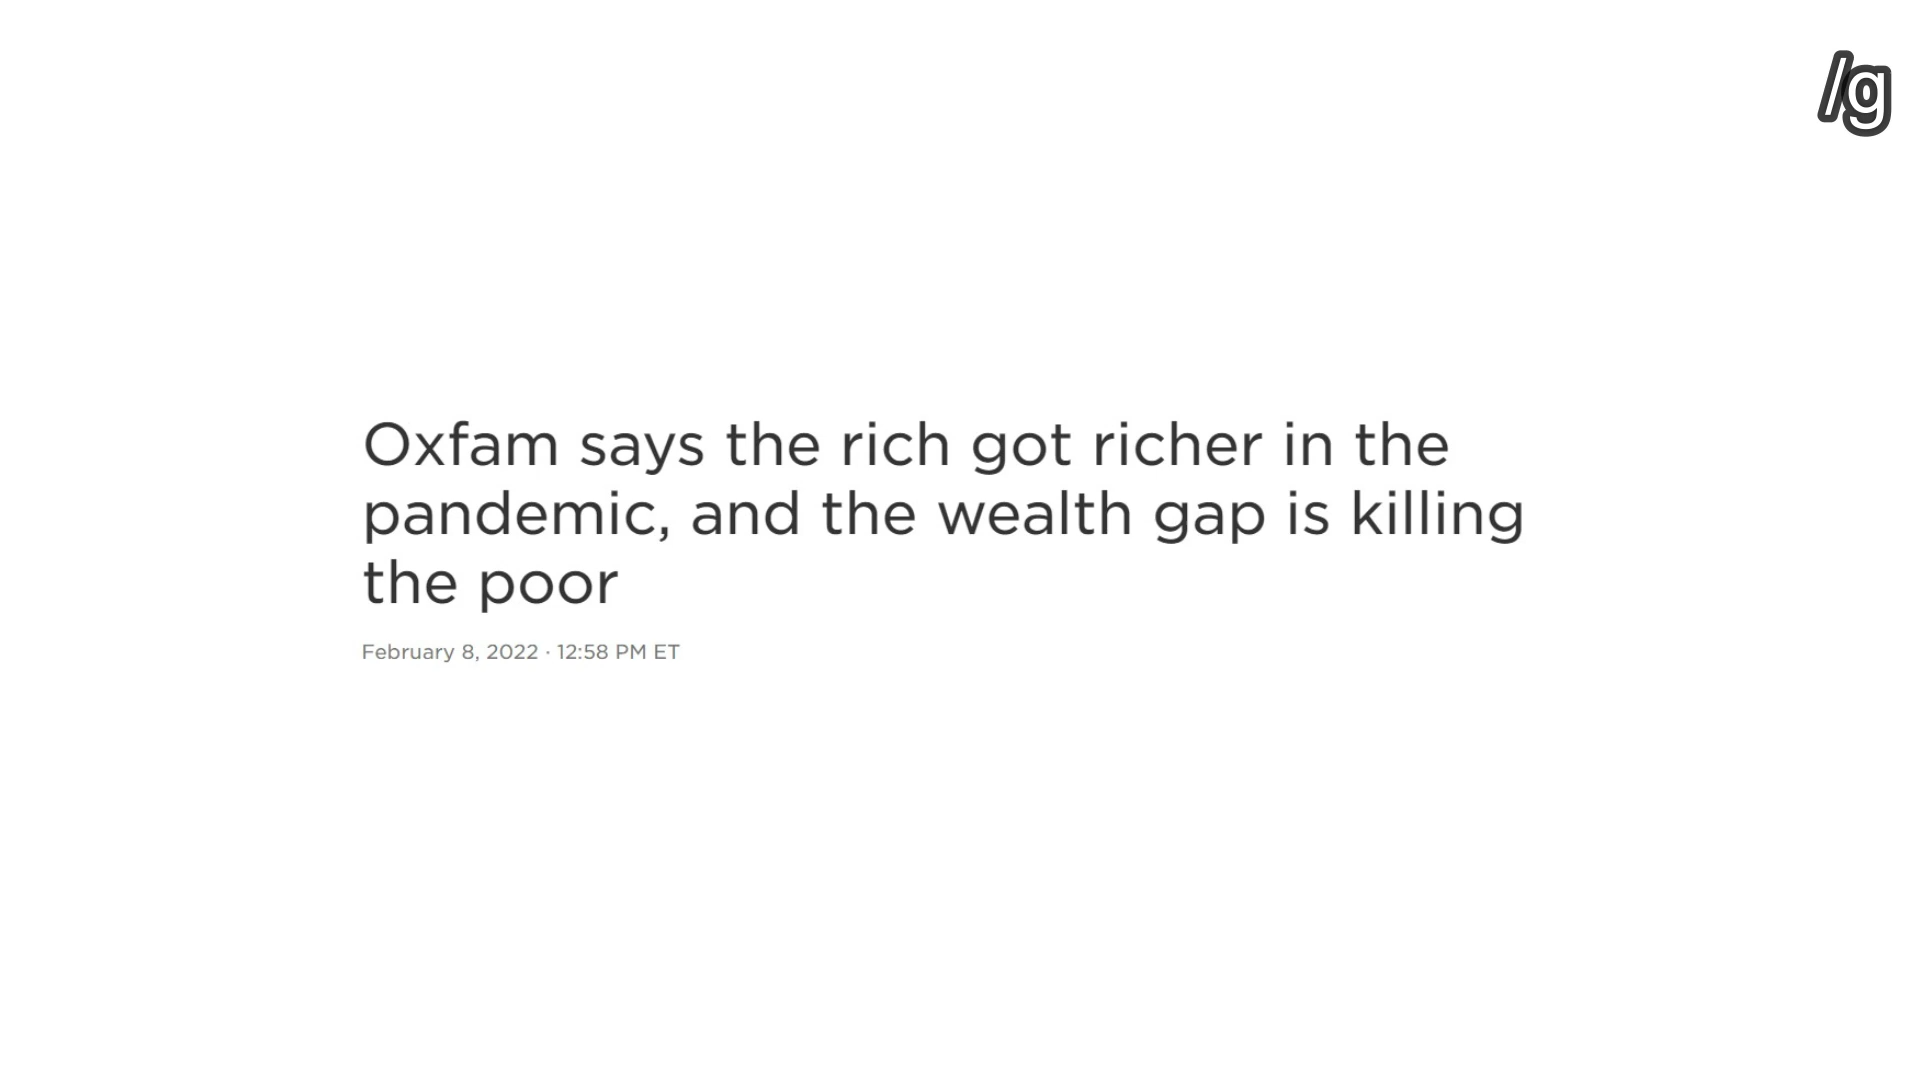 /g
Oxfam says the rich got richer in the
pandemic, and the wealth gap is killing
the poor
February 8, 2022 · 12:58 PM ET